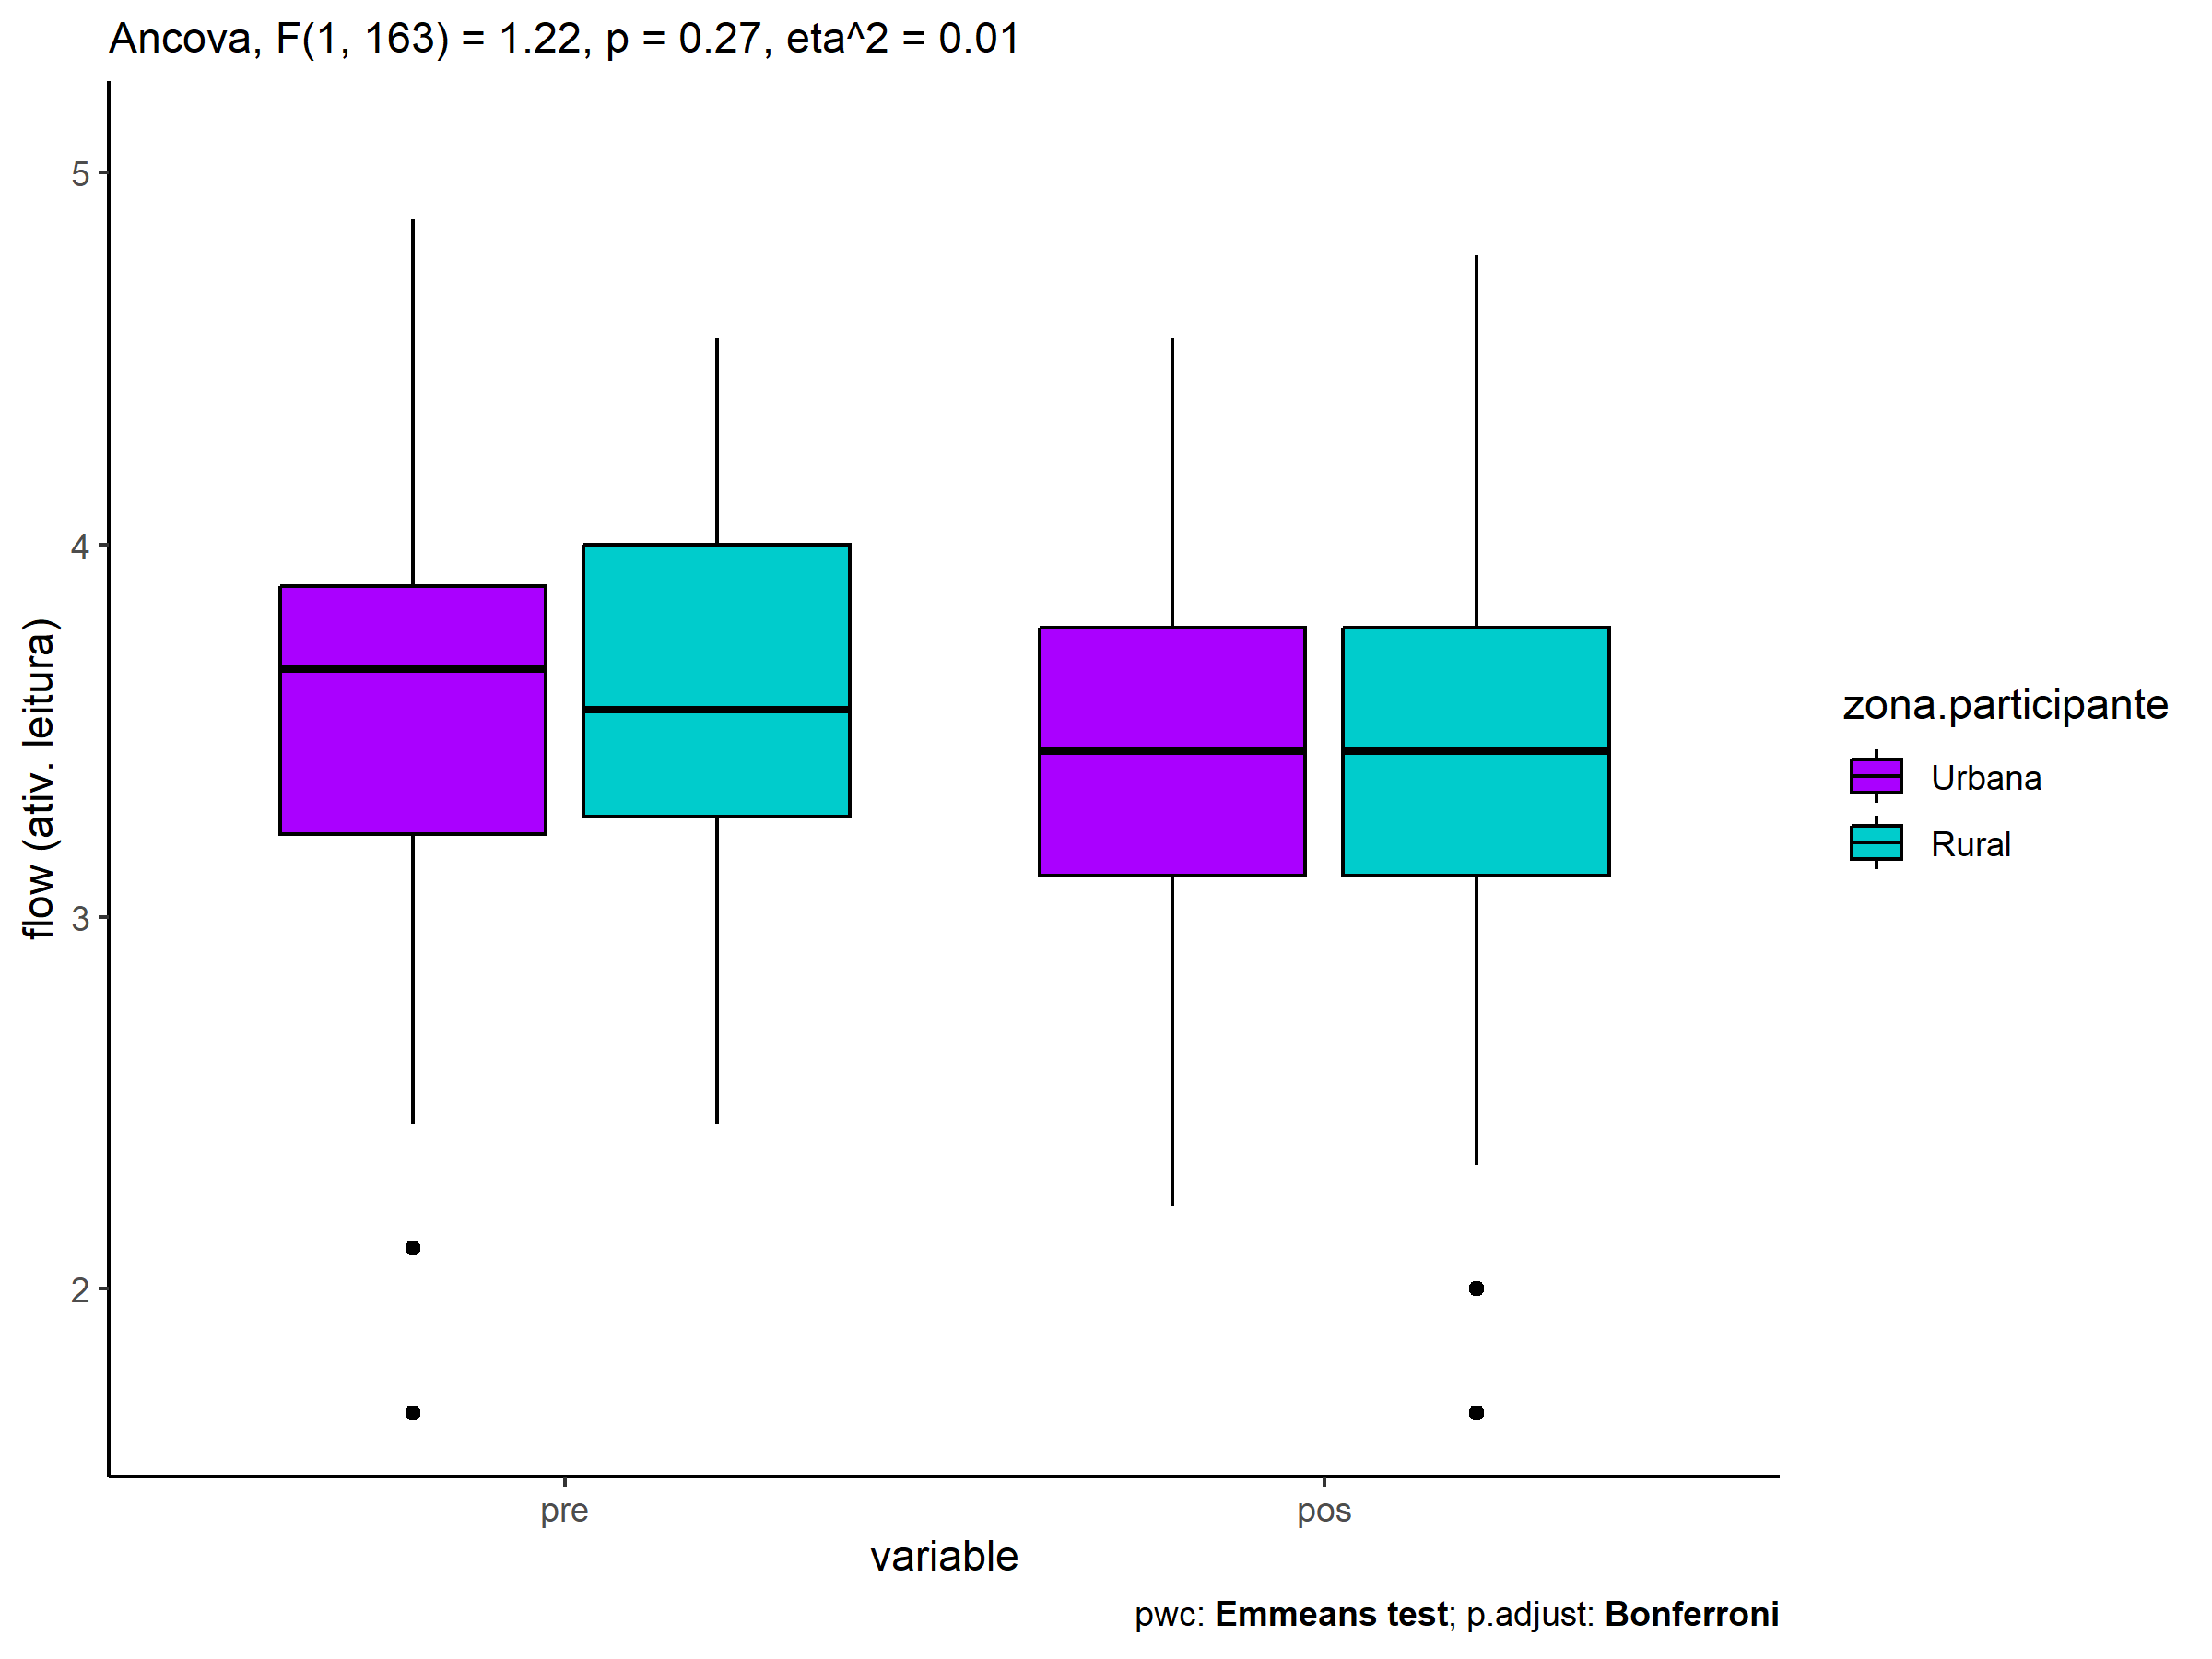 Ancova, F(1, 163) = 1.22, p = 0.27, eta^2 = 0.01
flow (ativ. leitura)
5
4
3
2
pre
pos
variable
zona.participante
Urbana
Rural
pwc: Emmeans test; p.adjust: Bonferroni